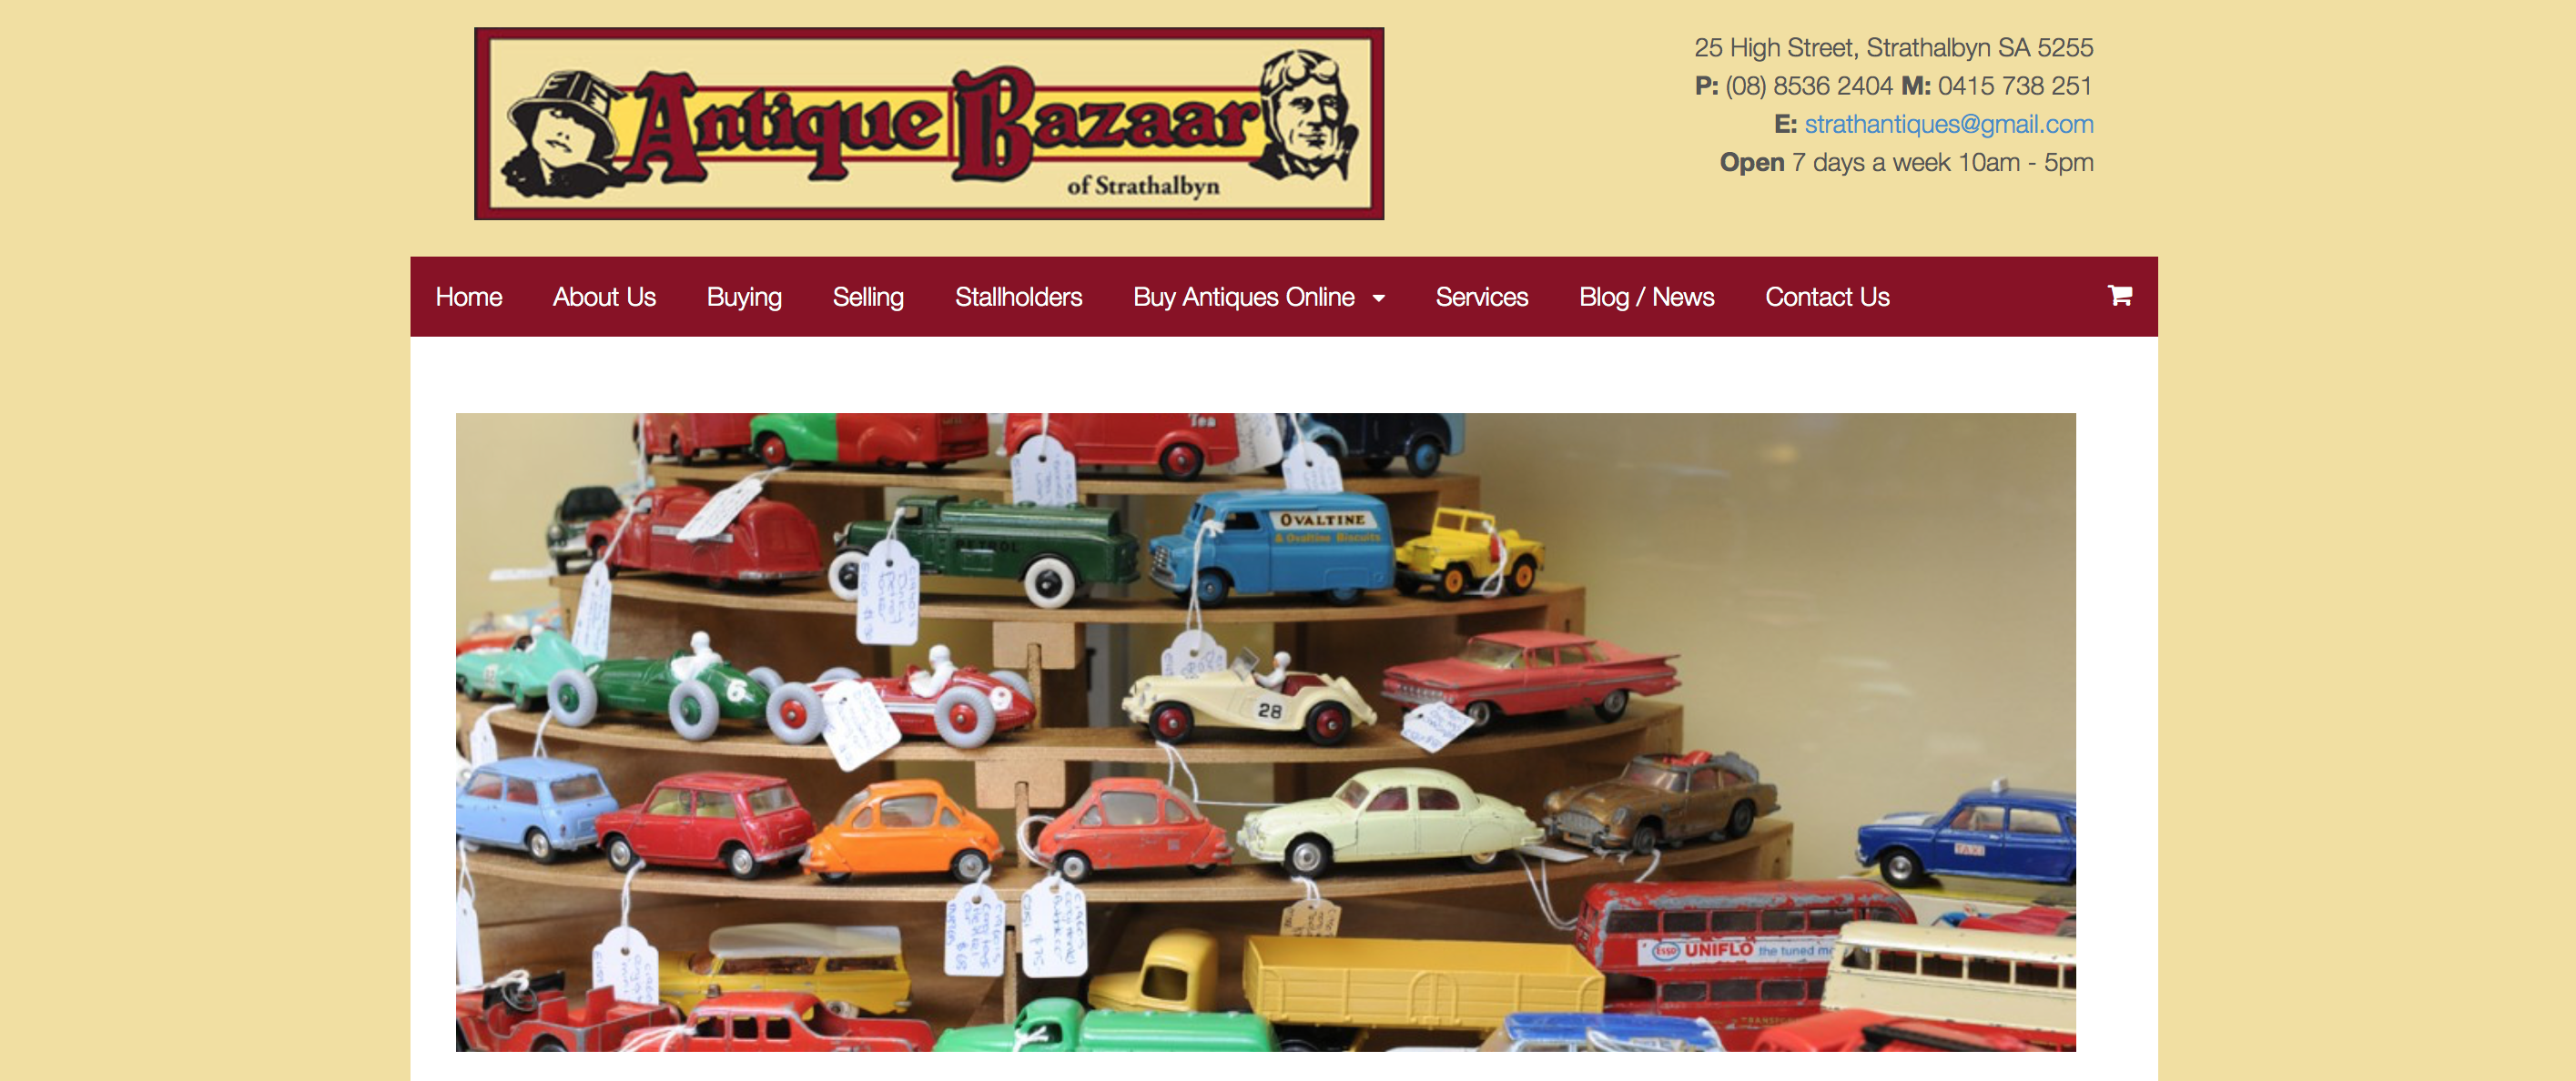 Antique Bazaar
of Strathalbyn
25 High Street, Strathalbyn SA 5255
P: (08) 8536 2404 M: 0415 738 251
E: strathantiques@gmail.com
Open 7 days a week 10am - 5pm
Home About Us Buying Selling Stallholders Buy Antiques Online Services Blog / News Contact Us
PETROL
OVALTINE
& Ovaltine Biscuits
6
28
TAXI
ESSO UNIFLO the tuned